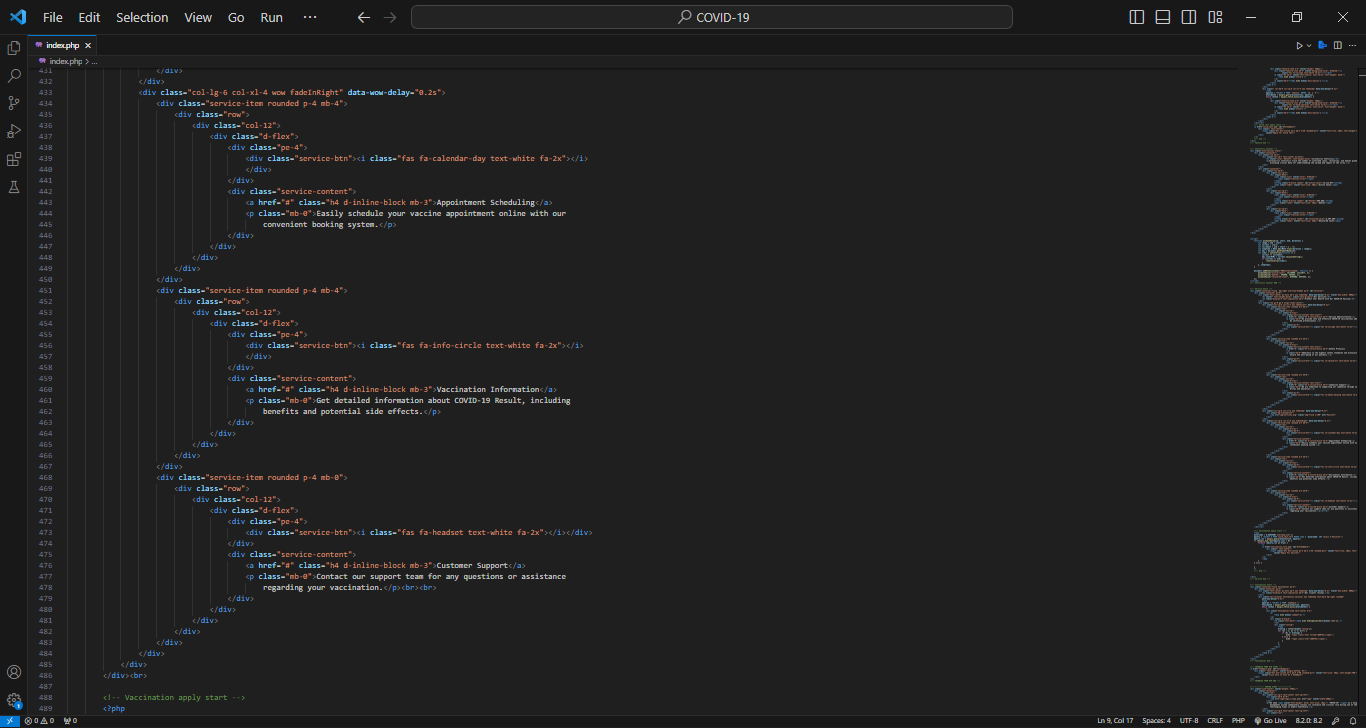 File Edit Selection View Go Run ··· COVID-19
index.php
index.php > ...
431 </div>
432 </div>
433 <div class="col-lg-6 col-xl-4 wow fadeInRight" data-wow-delay="0.2s">
434 <div class="service-item rounded p-4 mb-4">
435 <div class="row">
436 <div class="col-12">
437 <div class="d-flex">
438 <div class="pe-4">
439 <div class="service-btn"><i class="fas fa-calendar-day text-white fa-2x"></i>
440 </div>
441 </div>
442 <div class="service-content">
443 <a href="#" class="h4 d-inline-block mb-3">Appointment Scheduling</a>
444 <p class="mb-0">Easily schedule your vaccine appointment online with our
445 convenient booking system.</p>
446 </div>
447 </div>
448 </div>
449 </div>
450 </div>
451 <div class="service-item rounded p-4 mb-4">
452 <div class="row">
453 <div class="col-12">
454 <div class="d-flex">
455 <div class="pe-4">
456 <div class="service-btn"><i class="fas fa-info-circle text-white fa-2x"></i>
457 </div>
458 </div>
459 <div class="service-content">
460 <a href="#" class="h4 d-inline-block mb-3">Vaccination Information</a>
461 <p class="mb-0">Get detailed information about COVID-19 Result, including
462 benefits and potential side effects.</p>
463 </div>
464 </div>
465 </div>
466 </div>
467 </div>
468 <div class="service-item rounded p-4 mb-0">
469 <div class="row">
470 <div class="col-12">
471 <div class="d-flex">
472 <div class="pe-4">
473 <div class="service-btn"><i class="fas fa-headset text-white fa-2x"></i></div>
474 </div>
475 <div class="service-content">
476 <a href="#" class="h4 d-inline-block mb-3">Customer Support</a>
477 <p class="mb-0">Contact our support team for any questions or assistance
478 regarding your vaccination.</p><br><br>
479 </div>
480 </div>
481 </div>
482 </div>
483 </div>
484 </div>
485 </div>
486 </div><br>
487
488 <!-- Vaccination apply start -->
489 <?php
0 0 0 Ln 9, Col 17 Spaces: 4 UTF-8 CRLF PHP Go Live 8.2.0: 8.2